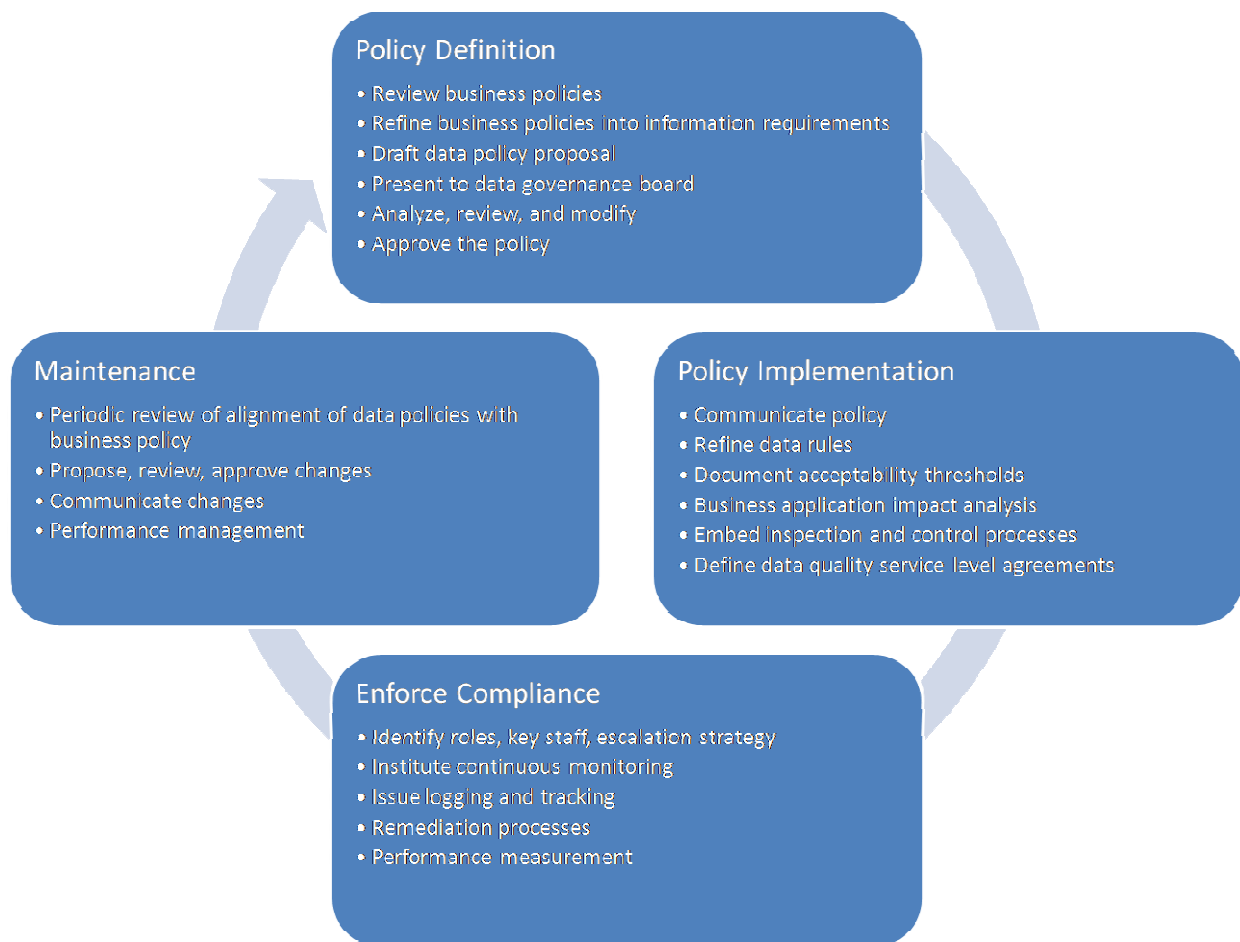 Policy Definition
• Review business policies
• Refine business policies into information requirements
• Draft data policy proposal
• Present to data governance board
• Analyze, review, and modify
• Approve the policy
Maintenance
• Periodic review of alignment of data policies with
business policy
• Propose, review, approve changes
• Communicate changes
• Performance management
Policy Implementation
• Communicate policy
• Refine data rules
• Document acceptability thresholds
• Business application impact analysis
• Embed inspection and control processes
• Define data quality service level agreements
Enforce Compliance
• Identify roles, key staff, escalation strategy
• Institute continuous monitoring
• Issue logging and tracking
• Remediation processes
• Performance measurement